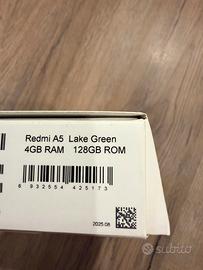 Redmi A5  Lake Green
4GB RAM   128GB ROM
6 932554 425173
2025.08
subito